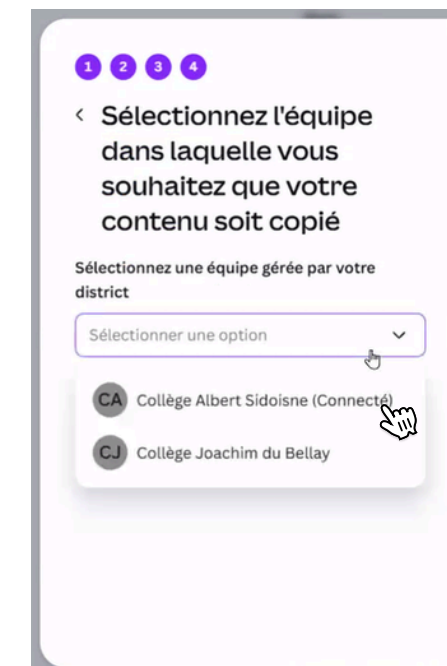 1 2 3 4
Sélectionnez l'équipe
dans laquelle vous
souhaitez que votre
contenu soit copié
Sélectionnez une équipe gérée par votre
district
Sélectionner une option
CA Collège Albert Sidoisne (Connecté)
CJ Collège Joachim du Bellay